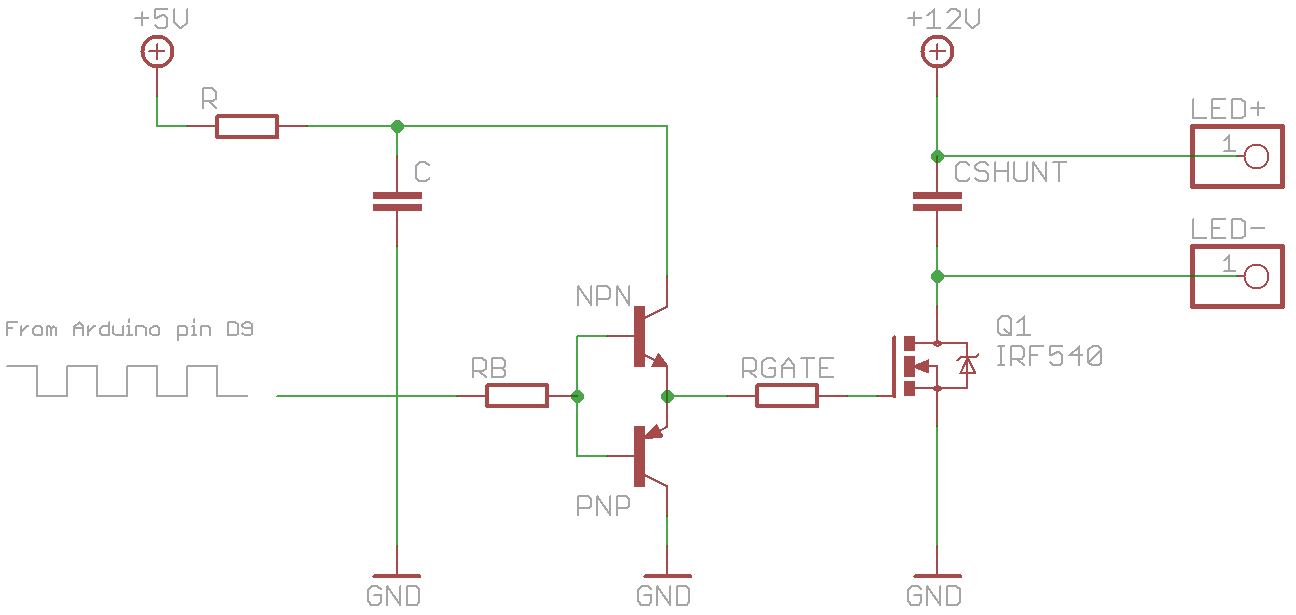 +5V
+12V
R
LED+
1
C
CSHUNT
LED-
1
NPN
From Arduino pin D9
Q1
IRF540
RB
RGATE
PNP
GND
GND
GND